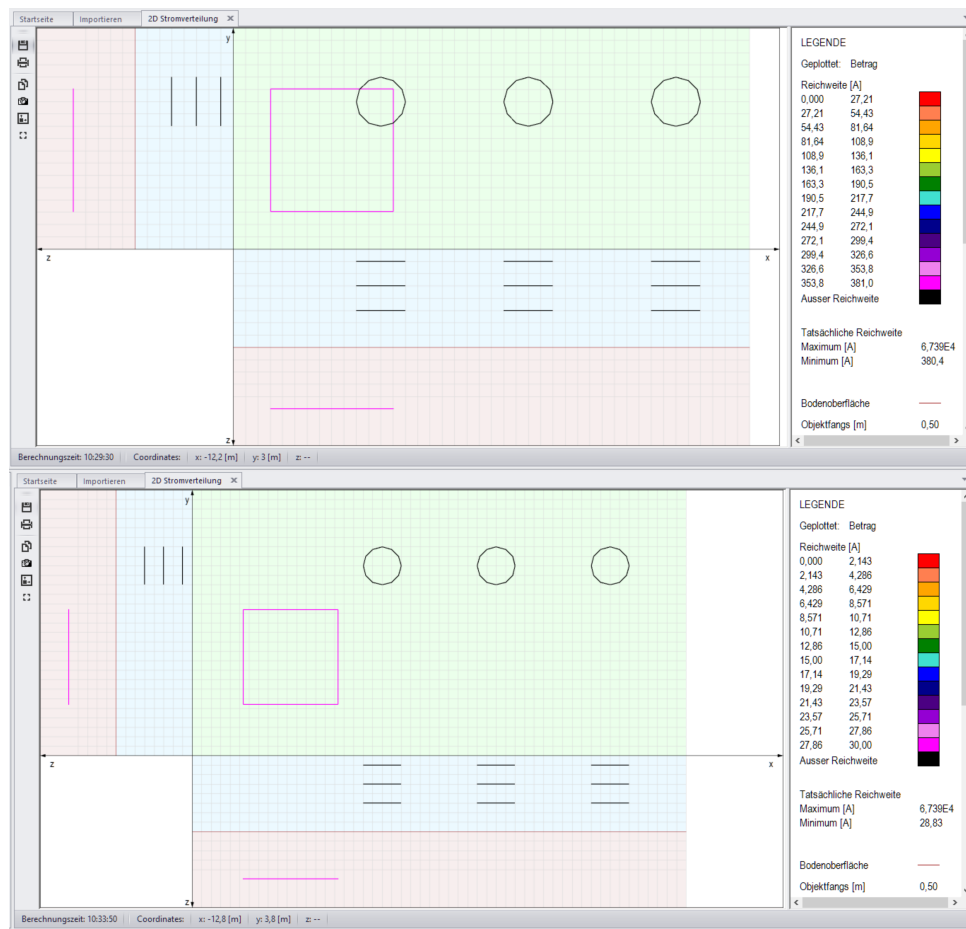 Startseite Importieren 2D Stromverteilung
y
z
x
z
LEGENDE
Geplottet: Betrag
Reichweite [A]
0,000 27,21
27,21 54,43
54,43 81,64
81,64 108,9
108,9 136,1
136,1 163,3
163,3 190,5
190,5 217,7
217,7 244,9
244,9 272,1
272,1 299,4
299,4 326,6
326,6 353,8
353,8 381,0
Ausser Reichweite
Tatsächliche Reichweite
Maximum [A] 6,739E4
Minimum [A] 380,4
Bodenoberfläche
Objektfangs [m] 0,50
Berechnungszeit: 10:29:30 Coordinates: x: -12,2 [m] y: 3 [m] z: --
Startseite Importieren 2D Stromverteilung
y
z
x
z
LEGENDE
Geplottet: Betrag
Reichweite [A]
0,000 2,143
2,143 4,286
4,286 6,429
6,429 8,571
8,571 10,71
10,71 12,86
12,86 15,00
15,00 17,14
17,14 19,29
19,29 21,43
21,43 23,57
23,57 25,71
25,71 27,86
27,86 30,00
Ausser Reichweite
Tatsächliche Reichweite
Maximum [A] 6,739E4
Minimum [A] 28,83
Bodenoberfläche
Objektfangs [m] 0,50
Berechnungszeit: 10:33:50 Coordinates: x: -12,8 [m] y: 3,8 [m] z: --